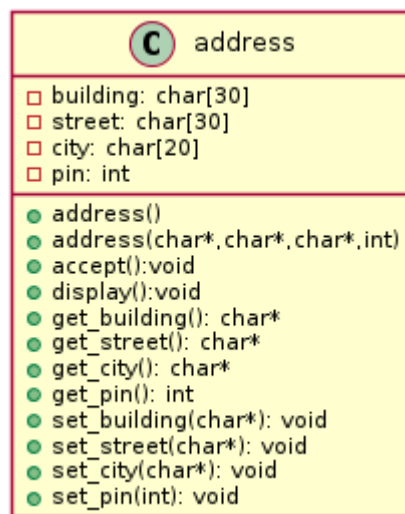 C address
building: char[30]
street: char[30]
city: char[20]
pin: int
address()
address(char*,char*,char*,int)
accept():void
display():void
get_building(): char*
get_street(): char*
get_city(): char*
get_pin(): int
set_building(char*): void
set_street(char*): void
set_city(char*): void
set_pin(int): void